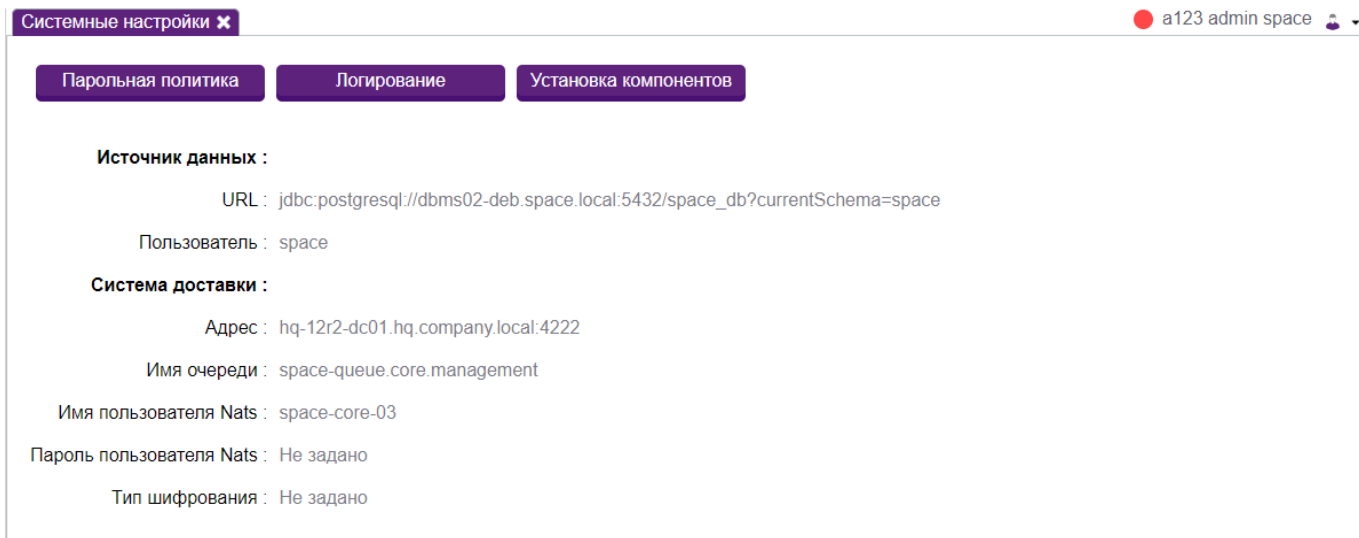 Системные настройки ✖
a123 admin space
Парольная политика Логирование Установка компонентов
Источник данных :
URL : jdbc:postgresql://dbms02-deb.space.local:5432/space_db?currentSchema=space
Пользователь : space
Система доставки :
Адрес : hq-12r2-dc01.hq.company.local:4222
Имя очереди : space-queue.core.management
Имя пользователя Nats : space-core-03
Пароль пользователя Nats : Не задано
Тип шифрования : Не задано